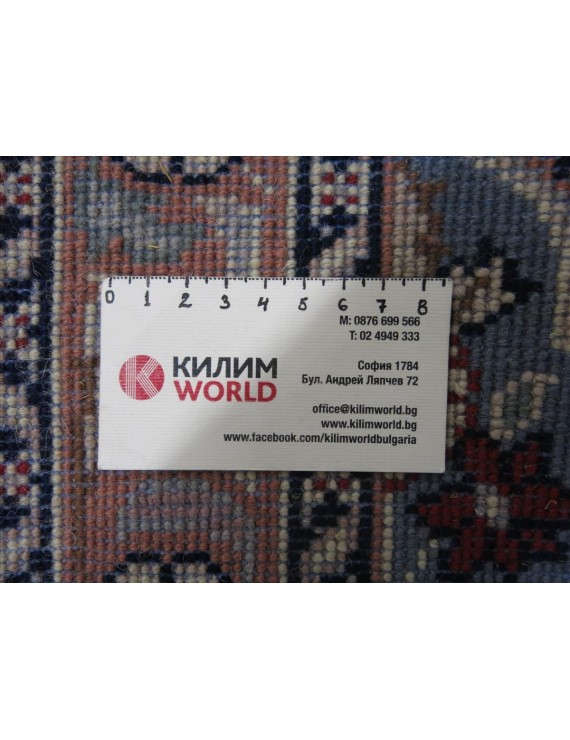 0 1 2 3 4 5 6 7 8
M: 0876 699 566
T: 02 4949 333
К КИЛИМ
WORLD
София 1784
Бул. Андрей Ляпчев 72
office@kilimworld.bg
www.kilimworld.bg
www.facebook.com/kilimworldbulgaria